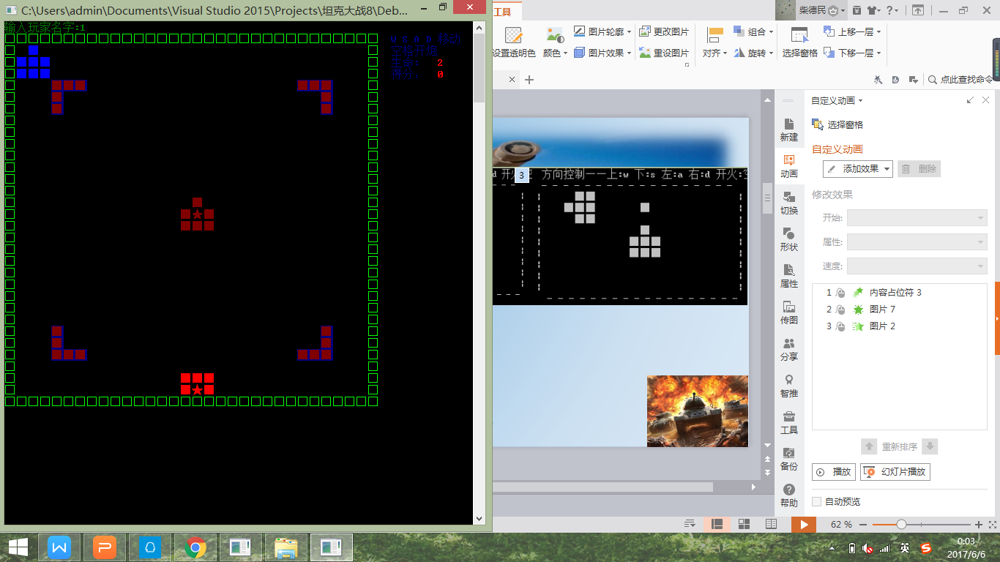 C:\Users\admin\Documents\Visual Studio 2015\Projects\坦克大战8\Deb...
输入玩家名字:1
W S A D 移动
空格开炮
生命: 2
得分: 0
工具
柴德民
设置透明色
颜色
图片轮廓
图片效果
更改图片
重设图片
对齐
组合
旋转
选择窗格
上移一层
下移一层
点此查找命令
d 开火
3
方向控制——上:w 下:s 左:a 右:d 开火:空
新建
动画
切换
形状
属性
传图
分享
智推
工具
备份
帮助
自定义动画
选择窗格
自定义动画
添加效果
删除
修改效果
开始:
属性:
速度:
1 内容占位符 3
2 图片 7
3 图片 2
重新排序
播放
幻灯片播放
自动预览
62 %
英
0:03
2017/6/6